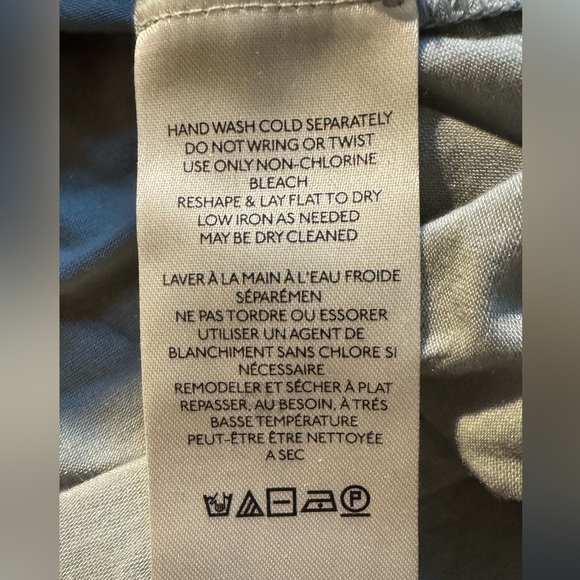 HAND WASH COLD SEPARATELY
DO NOT WRING OR TWIST
USE ONLY NON-CHLORINE
BLEACH
RESHAPE & LAY FLAT TO DRY
LOW IRON AS NEEDED
MAY BE DRY CLEANED
LAVER À LA MAIN À L'EAU FROIDE
SÉPARÉMEN
NE PAS TORDRE OU ESSORER
UTILISER UN AGENT DE
BLANCHIMENT SANS CHLORE SI
NÉCESSAIRE
REMODELER ET SÉCHER À PLAT
REPASSER, AU BESOIN, À TRÉS
BASSE TEMPÉRATURE
PEUT-ÊTRE ÊTRE NETTOYÉE
A SEC
P